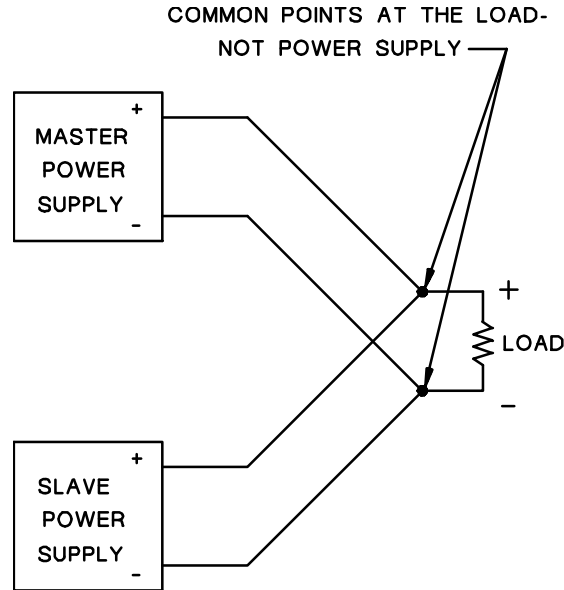 COMMON POINTS AT THE LOAD-
NOT POWER SUPPLY
+
MASTER
POWER
SUPPLY
-
+
LOAD
-
+
SLAVE
POWER
SUPPLY
-